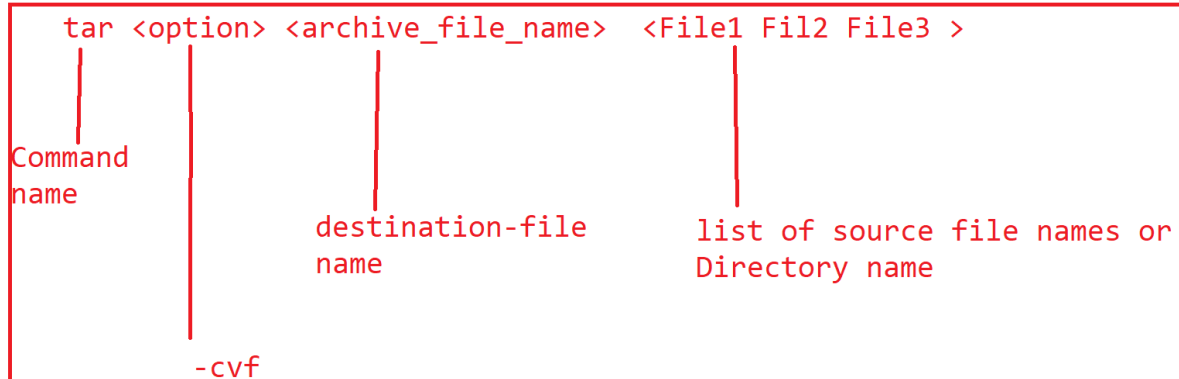 tar <option> <archive_file_name> <File1 Fil2 File3 >
Command
name
destination-file
name
list of source file names or
Directory name
-cvf